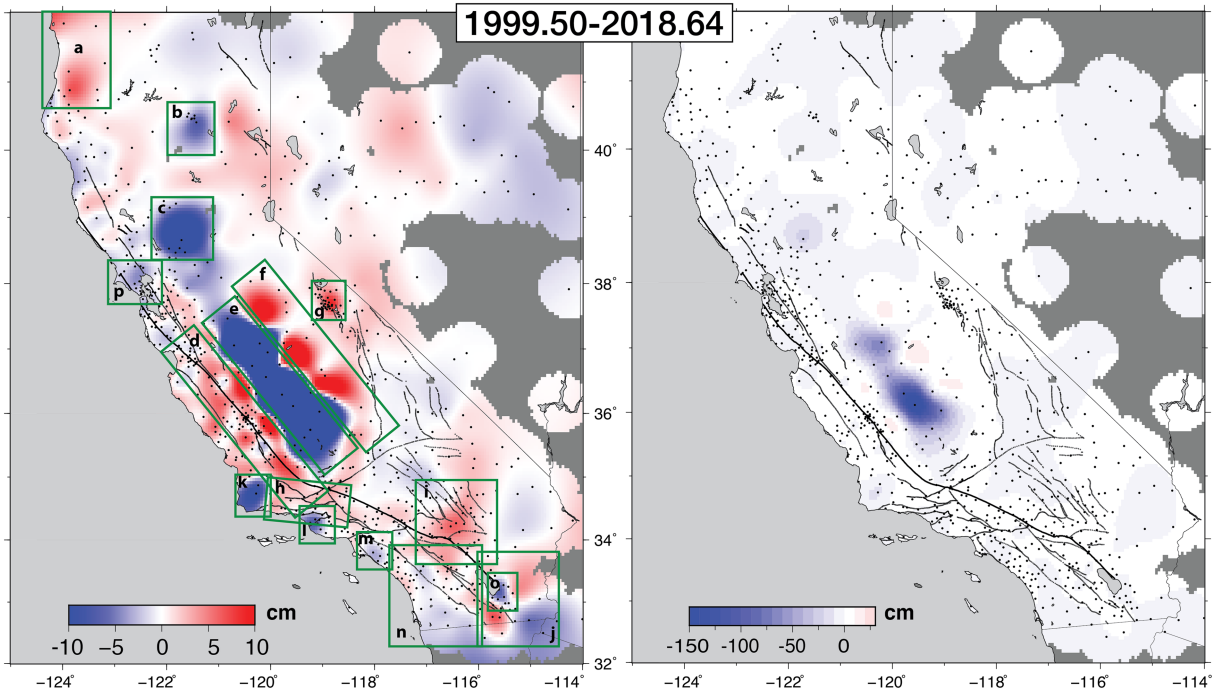 1999.50-2018.64
a
b
c
p
f
e
g
d
k
h
i
l
m
o
n
j
cm
-10 −5 0 5 10
40°
38°
36°
34°
32°
−124° −122° −120° −118° −116° −114°
cm
-150 -100 -50 0
−124° −122° −120° −118° −116° −114°